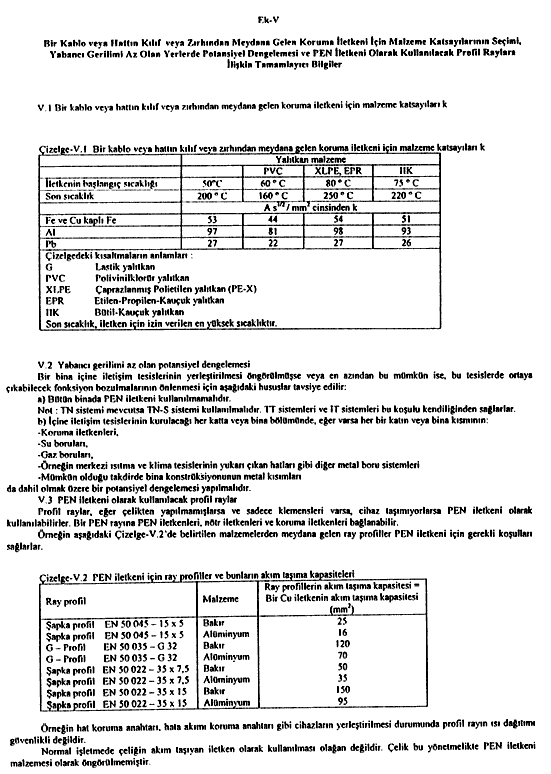 Ek-V
Bir Kablo veya Hattın Kılıf veya Zırhından Meydana Gelen Koruma İletkeni İçin Malzeme Katsayılarının Seçimi,
Yabancı Gerilimi Az Olan Yerlerde Potansiyel Dengelemesi ve PEN İletkeni Olarak Kullanılacak Profil Raylara
İlişkin Tamamlayıcı Bilgiler
V.1 Bir kablo veya hattın kılıf veya zırhından meydana gelen koruma iletkeni için malzeme katsayıları k
Çizelge-V.1 Bir kablo veya hattın kılıf veya zırhından meydana gelen koruma iletkeni için malzeme katsayıları k
Yalıtkan malzeme
PVC XLPE, EPR IIK
İletkenin başlangıç sıcaklığı 50°C 60 ° C 80 ° C 75 ° C
Son sıcaklık 200 ° C 160 ° C 250 ° C 220 ° C
A s1/2 / mm2 cinsinden k
Fe ve Cu kaplı Fe 53 44 54 51
Al 97 81 98 93
Pb 27 22 27 26
Çizelgedeki kısaltmaların anlamları :
G Lastik yalıtkan
PVC Polivinilklorür yalıtkan
XLPE Çaprazlanmış Polietilen yalıtkan (PE-X)
EPR Etilen-Propilen-Kauçuk yalıtkan
IIK Bütil-Kauçuk yalıtkan
Son sıcaklık, iletken için izin verilen en yüksek sıcaklıktır.
V.2 Yabancı gerilimi az olan potansiyel dengelemesi
Bir bina içine iletişim tesislerinin yerleştirilmesi öngörülmüşse veya en azından bu mümkün ise, bu tesislerde ortaya
çıkabilecek fonksiyon bozulmalarının önlenmesi için aşağıdaki hususlar tavsiye edilir:
a) Bütün binada PEN iletkeni kullanılmamalıdır.
Not : TN sistemi mevcutsa TN-S sistemi kullanılmalıdır. TT sistemleri ve IT sistemleri bu koşulu kendiliğinden sağlarlar.
b) İçine iletişim tesislerinin kurulacağı her katta veya bina bölümünde, eğer varsa her bir katın veya bina kısmının:
-Koruma iletkenleri,
-Su boruları,
-Gaz boruları,
-Örneğin merkezi ısıtma ve klima tesislerinin yukarı çıkan hatları gibi diğer metal boru sistemleri
-Mümkün olduğu takdirde bina konstrüksiyonunun metal kısımları
da dahil olmak üzere bir potansiyel dengelemesi yapılmalıdır.
V.3 PEN iletkeni olarak kullanılacak profil raylar
Profil raylar, eğer çelikten yapılmamışlarsa ve sadece klemensleri varsa, cihaz taşımıyorlarsa PEN iletkeni olarak
kullanılabilirler. Bir PEN rayına PEN iletkenleri, nötr iletkenleri ve koruma iletkenleri bağlanabilir.
Örneğin aşağıdaki Çizelge-V.2'de belirtilen malzemelerden meydana gelen ray profiller PEN iletkeni için gerekli koşulları
sağlarlar.
Çizelge-V.2 PEN iletkeni için ray profiller ve bunların akım taşıma kapasiteleri
Ray profil Malzeme Ray profillerin akım taşıma kapasitesi =
Bir Cu iletkenin akım taşıma kapasitesi
(mm2)
Şapka profil EN 50 045 – 15 x 5 Bakır 25
Şapka profil EN 50 045 – 15 x 5 Alüminyum 16
G – Profil EN 50 035 – G 32 Bakır 120
G – Profil EN 50 035 – G 32 Alüminyum 70
Şapka profil EN 50 022 – 35 x 7,5 Bakır 50
Şapka profil EN 50 022 – 35 x 7,5 Alüminyum 35
Şapka profil EN 50 022 – 35 x 15 Bakır 150
Şapka profil EN 50 022 – 35 x 15 Alüminyum 95
Örneğin hat koruma anahtarı, hata akımı koruma anahtarı gibi cihazların yerleştirilmesi durumunda profil rayın ısı dağıtımı
güvenlikli değildir.
Normal işletmede çeliğin akım taşıyan iletken olarak kullanılması olağan değildir. Çelik bu yönetmelikte PEN iletkeni
malzemesi olarak öngörülmemiştir.